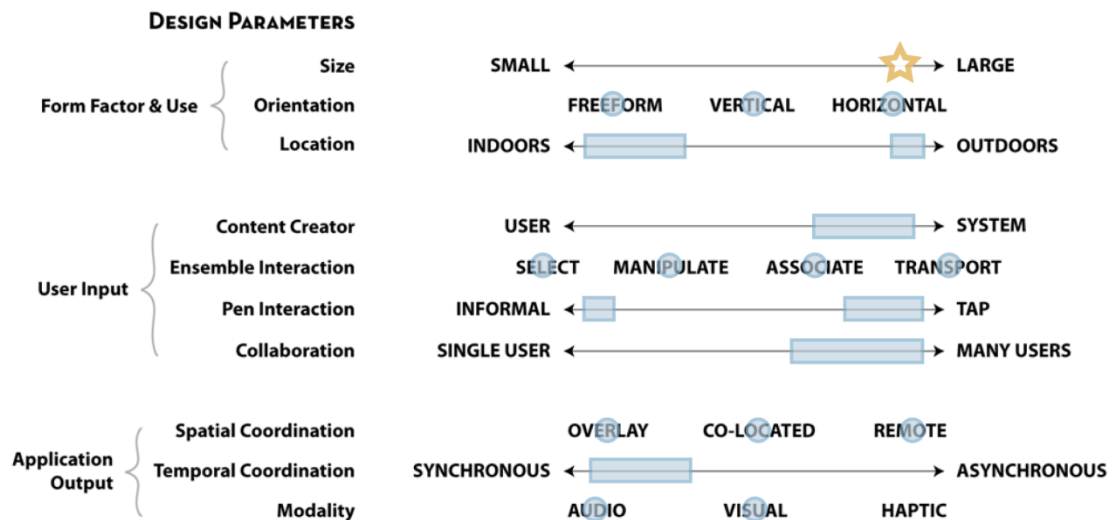 DESIGN PARAMETERS
Form Factor & Use
Size SMALL LARGE
Orientation FREEFORM VERTICAL HORIZONTAL
Location INDOORS OUTDOORS
User Input
Content Creator USER SYSTEM
Ensemble Interaction SELECT MANIPULATE ASSOCIATE TRANSPORT
Pen Interaction INFORMAL TAP
Collaboration SINGLE USER MANY USERS
Application
Output
Spatial Coordination OVERLAY CO-LOCATED REMOTE
Temporal Coordination SYNCHRONOUS ASYNCHRONOUS
Modality AUDIO VISUAL HAPTIC